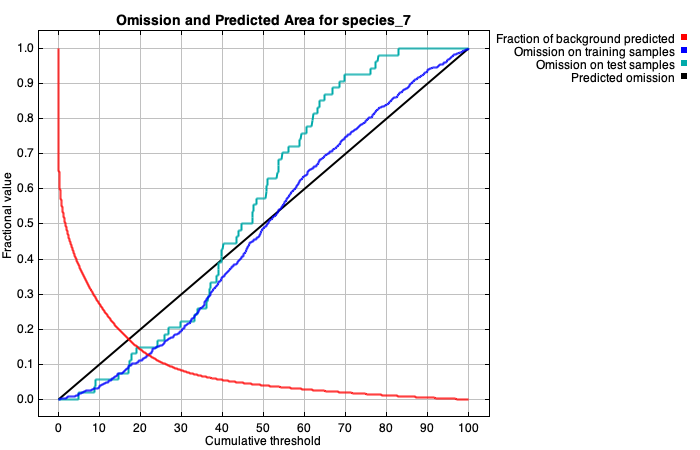 Omission and Predicted Area for species_7
Fraction of background predicted
Omission on training samples
Omission on test samples
Predicted omission
Fractional value
1.0
0.9
0.8
0.7
0.6
0.5
0.4
0.3
0.2
0.1
0.0
0 10 20 30 40 50 60 70 80 90 100
Cumulative threshold